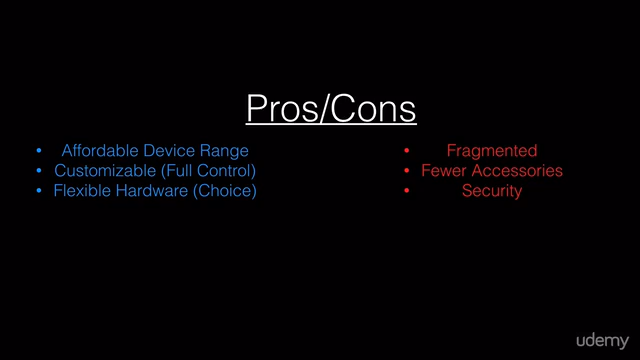 Pros/Cons
• Affordable Device Range
• Customizable (Full Control)
• Flexible Hardware (Choice)
• Fragmented
• Fewer Accessories
• Security
udemy